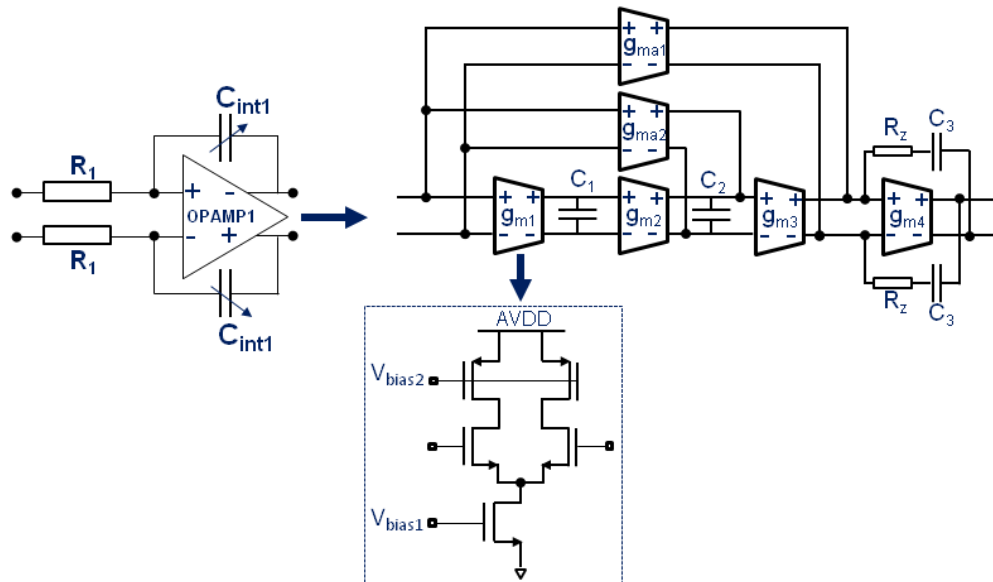 C_int1
R_1
+ -
OPAMP1
- +
R_1
C_int1
+ +
g_ma1
- -
+ +
g_ma2
- -
+ +
g_m1
- -
C_1
+ +
g_m2
- -
C_2
+ +
g_m3
- -
R_z
C_3
+ +
g_m4
- -
R_z
C_3
AVDD
V_bias2
V_bias1